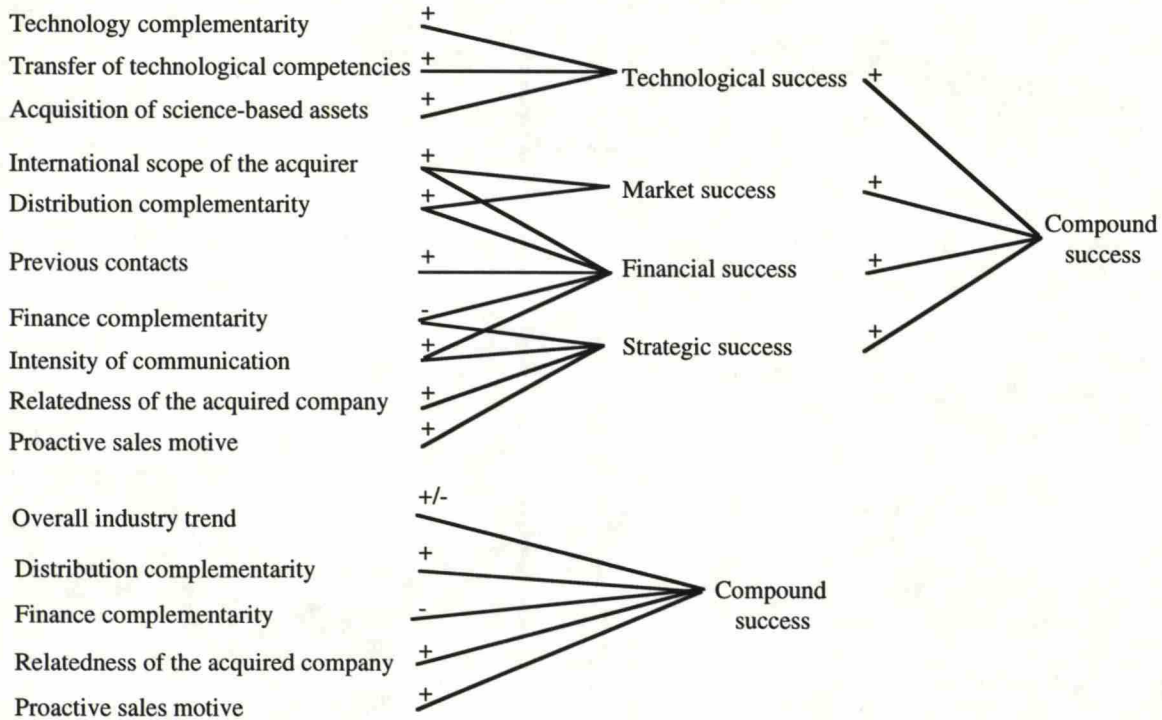 Technology complementarity +
Transfer of technological competencies +
Technological success +
Acquisition of science-based assets +
International scope of the acquirer +
Market success +
Distribution complementarity +
Compound
success
Previous contacts +
Financial success +
Finance complementarity -
Intensity of communication +
Strategic success +
Relatedness of the acquired company +
Proactive sales motive +
Overall industry trend +/-
Distribution complementarity +
Compound
success
Finance complementarity -
Relatedness of the acquired company +
Proactive sales motive +